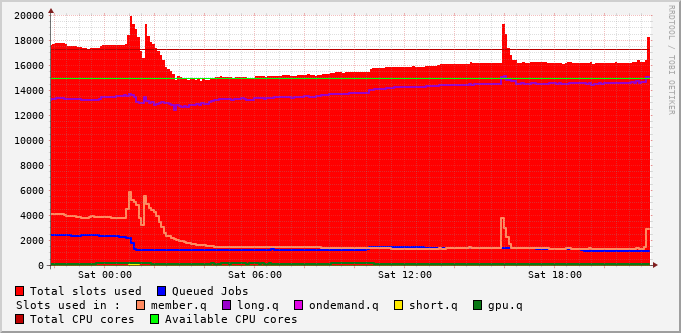 20000
18000
16000
14000
12000
10000
8000
6000
4000
2000
0
Sat 00:00 Sat 06:00 Sat 12:00 Sat 18:00
RRDTOOL / TOBI OETIKER
Total slots used Queued Jobs
Slots used in : member.q long.q ondemand.q short.q gpu.q
Total CPU cores Available CPU cores